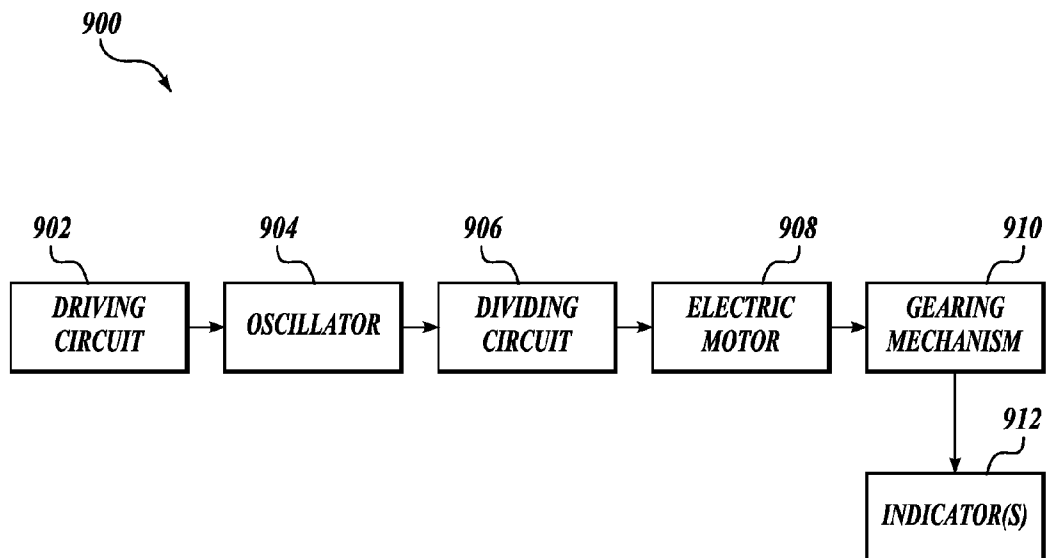 900
902
904
906
908
910
DRIVING
CIRCUIT
OSCILLATOR
DIVIDING
CIRCUIT
ELECTRIC
MOTOR
GEARING
MECHANISM
912
INDICATOR(S)